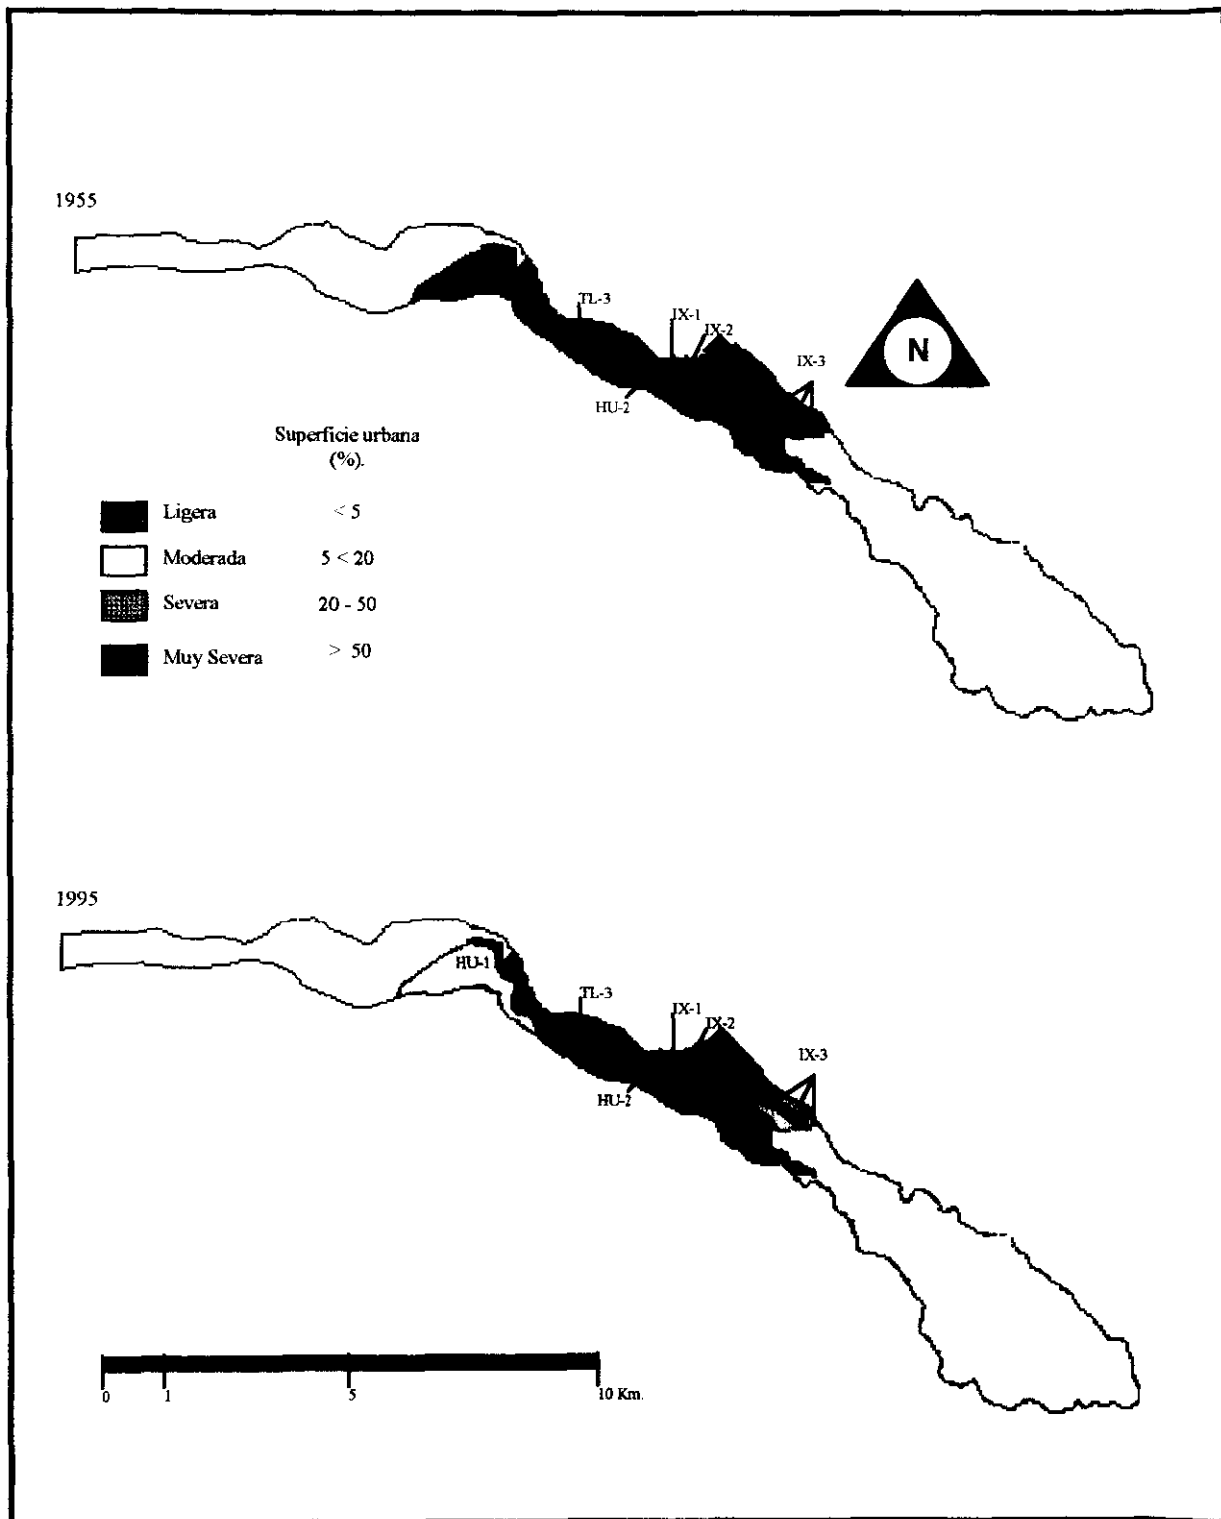 1955
TL-3
IX-1
IX-2
IX-3
N
HU-2
Superficie urbana
(%).
Ligera < 5
Moderada 5 < 20
Severa 20 - 50
Muy Severa > 50
1995
HU-1
TL-3
IX-1
IX-2
IX-3
HU-2
0 1 5 10 Km.